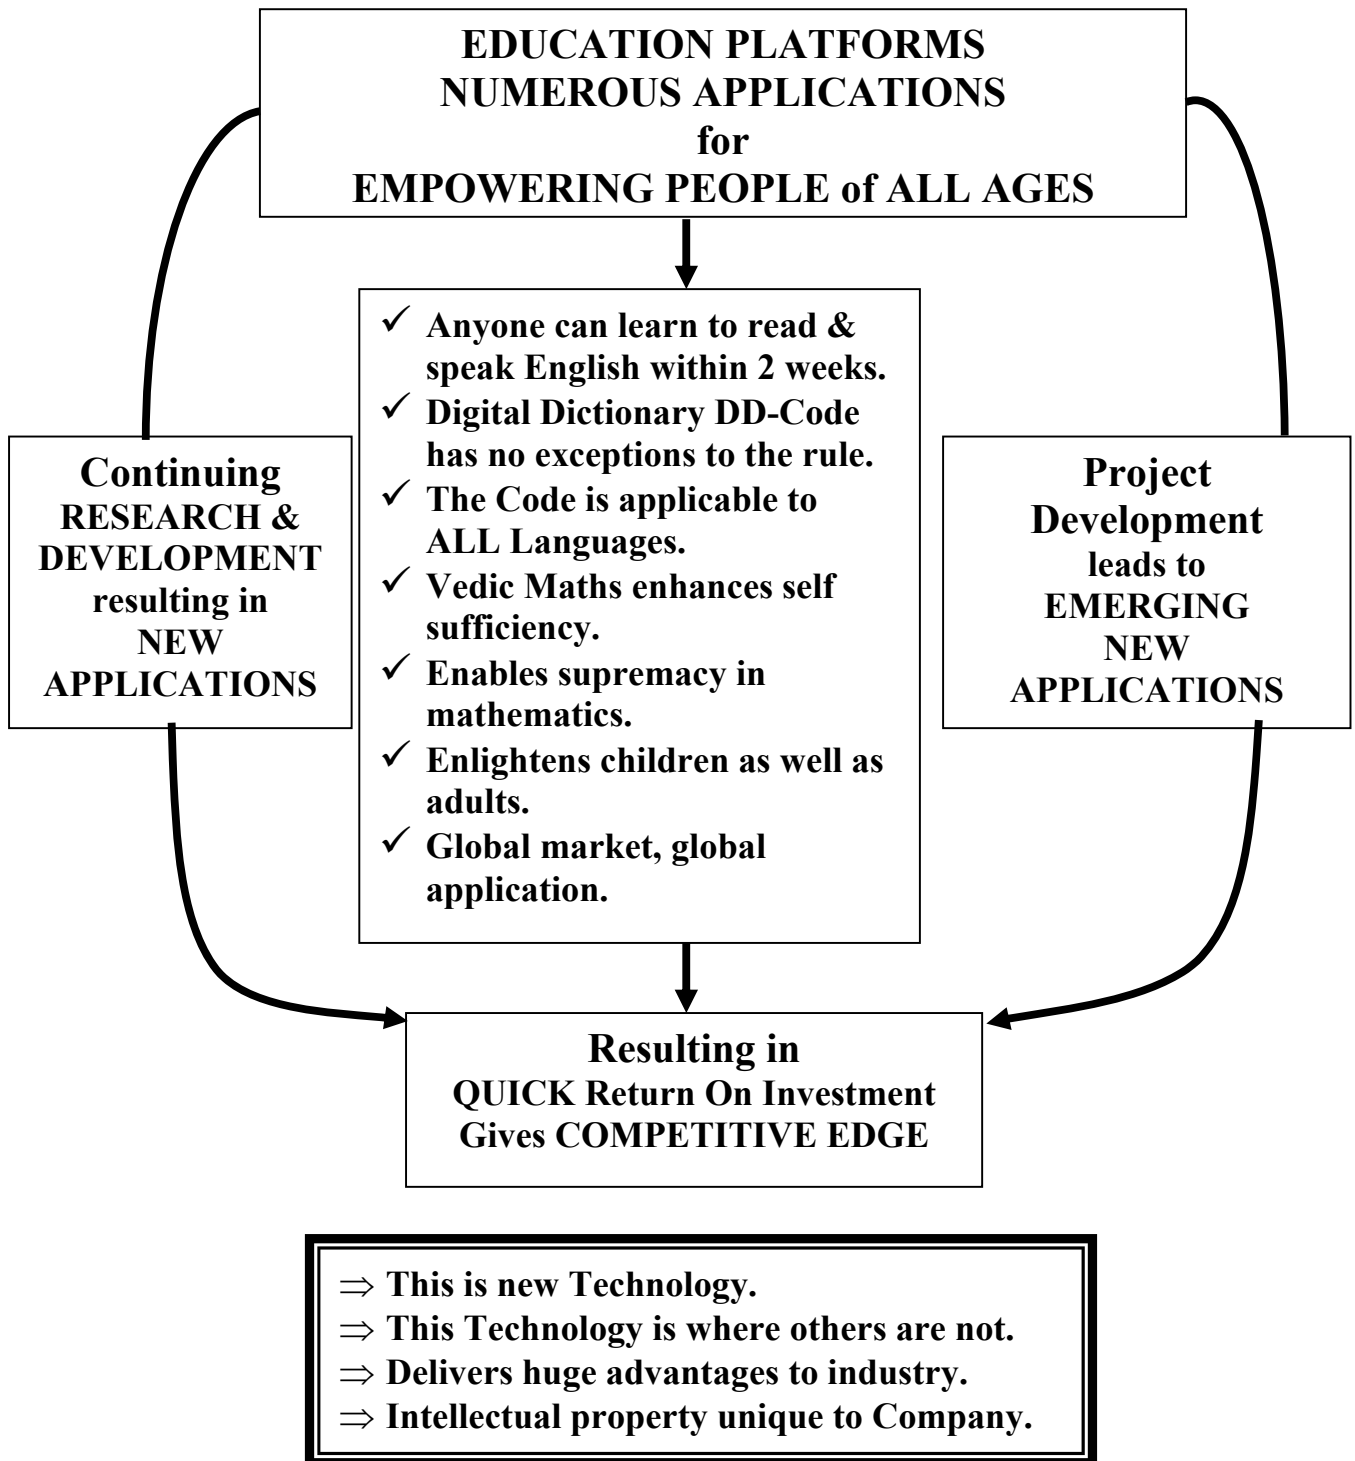 EDUCATION PLATFORMS
NUMEROUS APPLICATIONS
for
EMPOWERING PEOPLE of ALL AGES
✓ Anyone can learn to read &
speak English within 2 weeks.
✓ Digital Dictionary DD-Code
has no exceptions to the rule.
✓ The Code is applicable to
ALL Languages.
✓ Vedic Maths enhances self
sufficiency.
✓ Enables supremacy in
mathematics.
✓ Enlightens children as well as
adults.
✓ Global market, global
application.
Continuing
RESEARCH &
DEVELOPMENT
resulting in
NEW
APPLICATIONS
Project
Development
leads to
EMERGING
NEW
APPLICATIONS
Resulting in
QUICK Return On Investment
Gives COMPETITIVE EDGE
⇒ This is new Technology.
⇒ This Technology is where others are not.
⇒ Delivers huge advantages to industry.
⇒ Intellectual property unique to Company.